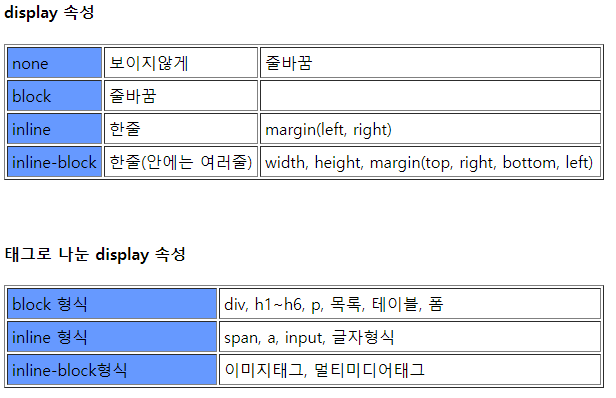 display 속성
none 보이지않게 줄바꿈
block 줄바꿈
inline 한줄 margin(left, right)
inline-block 한줄(안에는 여러줄) width, height, margin(top, right, bottom, left)
태그로 나눈 display 속성
block 형식 div, h1~h6, p, 목록, 테이블, 폼
inline 형식 span, a, input, 글자형식
inline-block형식 이미지태그, 멀티미디어태그